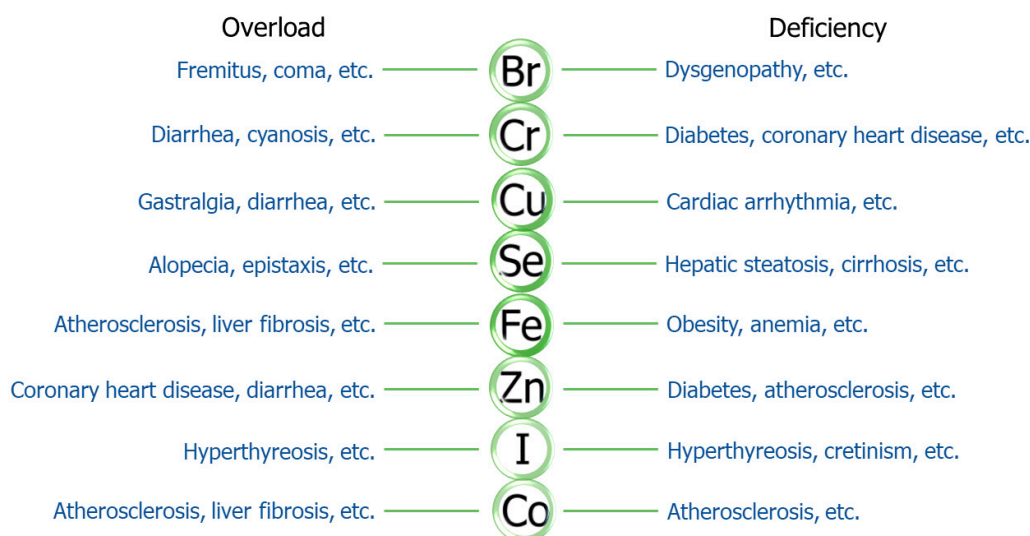 Overload Deficiency
Fremitus, coma, etc. Br Dysgenopathy, etc.
Diarrhea, cyanosis, etc. Cr Diabetes, coronary heart disease, etc.
Gastralgia, diarrhea, etc. Cu Cardiac arrhythmia, etc.
Alopecia, epistaxis, etc. Se Hepatic steatosis, cirrhosis, etc.
Atherosclerosis, liver fibrosis, etc. Fe Obesity, anemia, etc.
Coronary heart disease, diarrhea, etc. Zn Diabetes, atherosclerosis, etc.
Hyperthyreosis, etc. I Hyperthyreosis, cretinism, etc.
Atherosclerosis, liver fibrosis, etc. Co Atherosclerosis, etc.